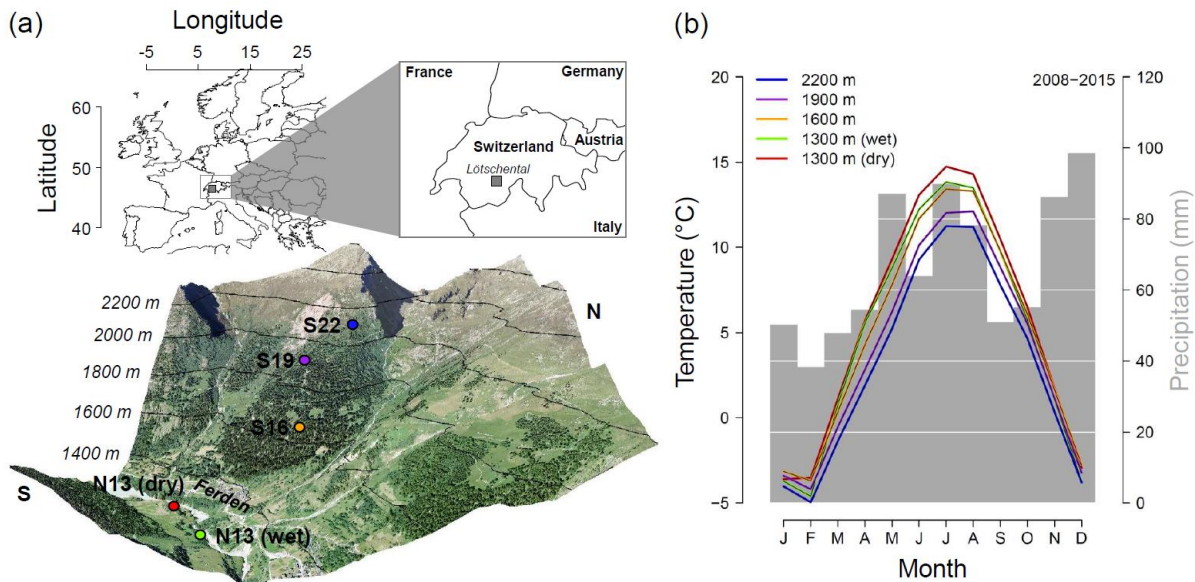 (a)
Longitude
-5 5 15 25
Latitude
60
50
40
France
Germany
Switzerland
Austria
Lötschental
Italy
2200 m
2000 m
1800 m
1600 m
1400 m
S22
S19
S16
N
S
N13 (dry)
Ferden
N13 (wet)
(b)
2008−2015
2200 m
1900 m
1600 m
1300 m (wet)
1300 m (dry)
Temperature (°C)
20
15
10
5
0
−5
Precipitation (mm)
120
100
80
60
40
20
0
J F M A M J J A S O N D
Month